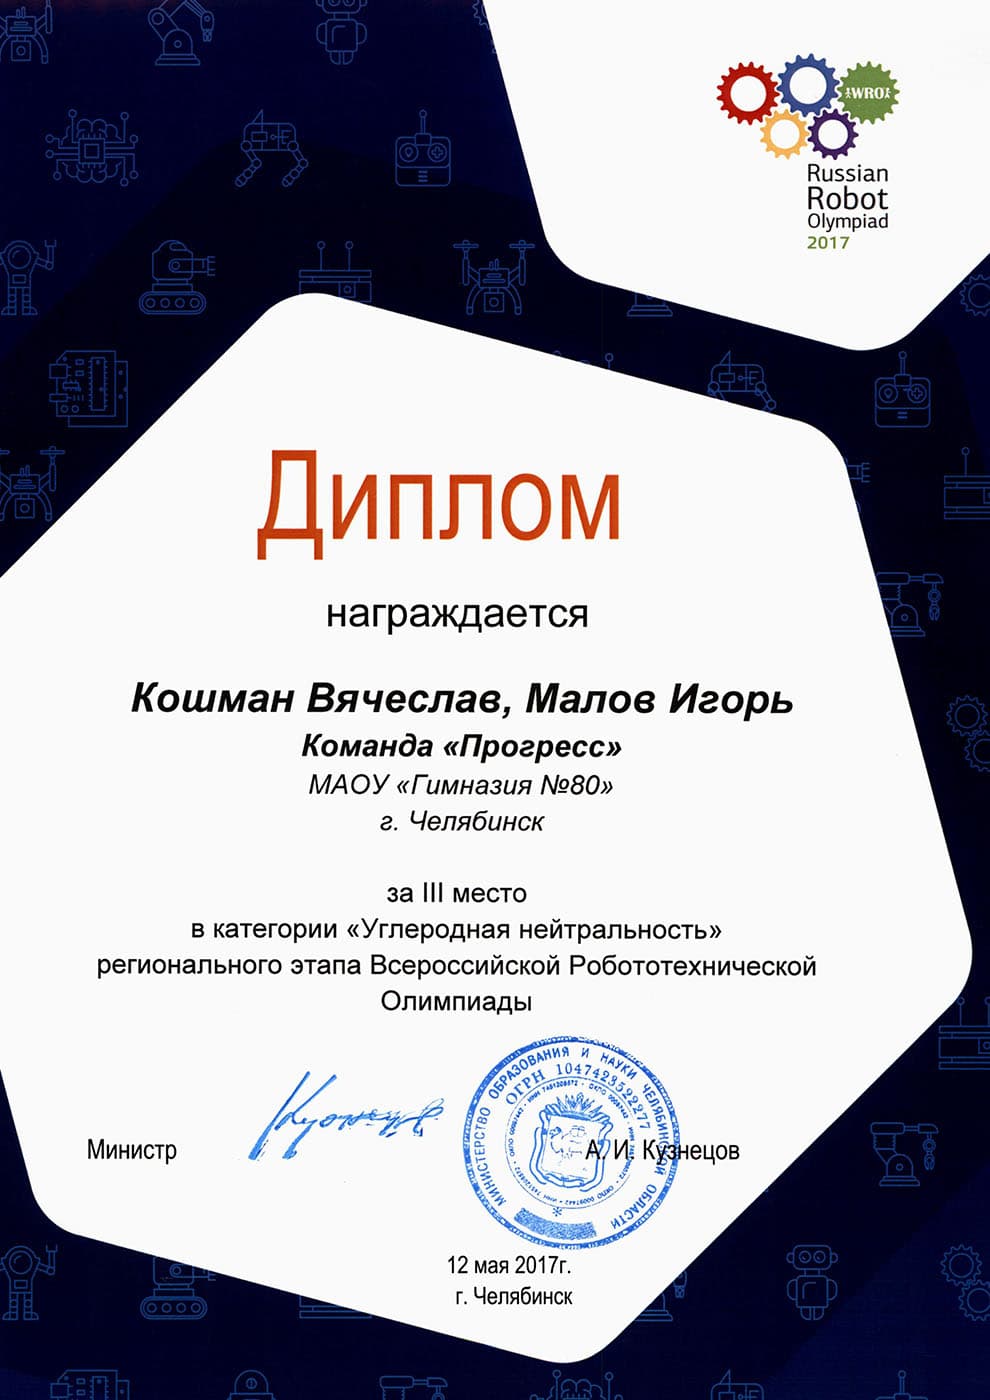 WRO
Russian
Robot
Olympiad
2017
Диплом
награждается
Кошман Вячеслав, Малов Игорь
Команда «Прогресс»
МАОУ «Гимназия №80»
г. Челябинск
за III место
в категории «Углеродная нейтральность»
регионального этапа Всероссийской Робототехнической
Олимпиады
МИНИСТЕРСТВО ОБРАЗОВАНИЯ И НАУКИ ЧЕЛЯБИНСКОЙ ОБЛАСТИ
ОГРН 1047423522277
Министр
А. И. Кузнецов
12 мая 2017г.
г. Челябинск